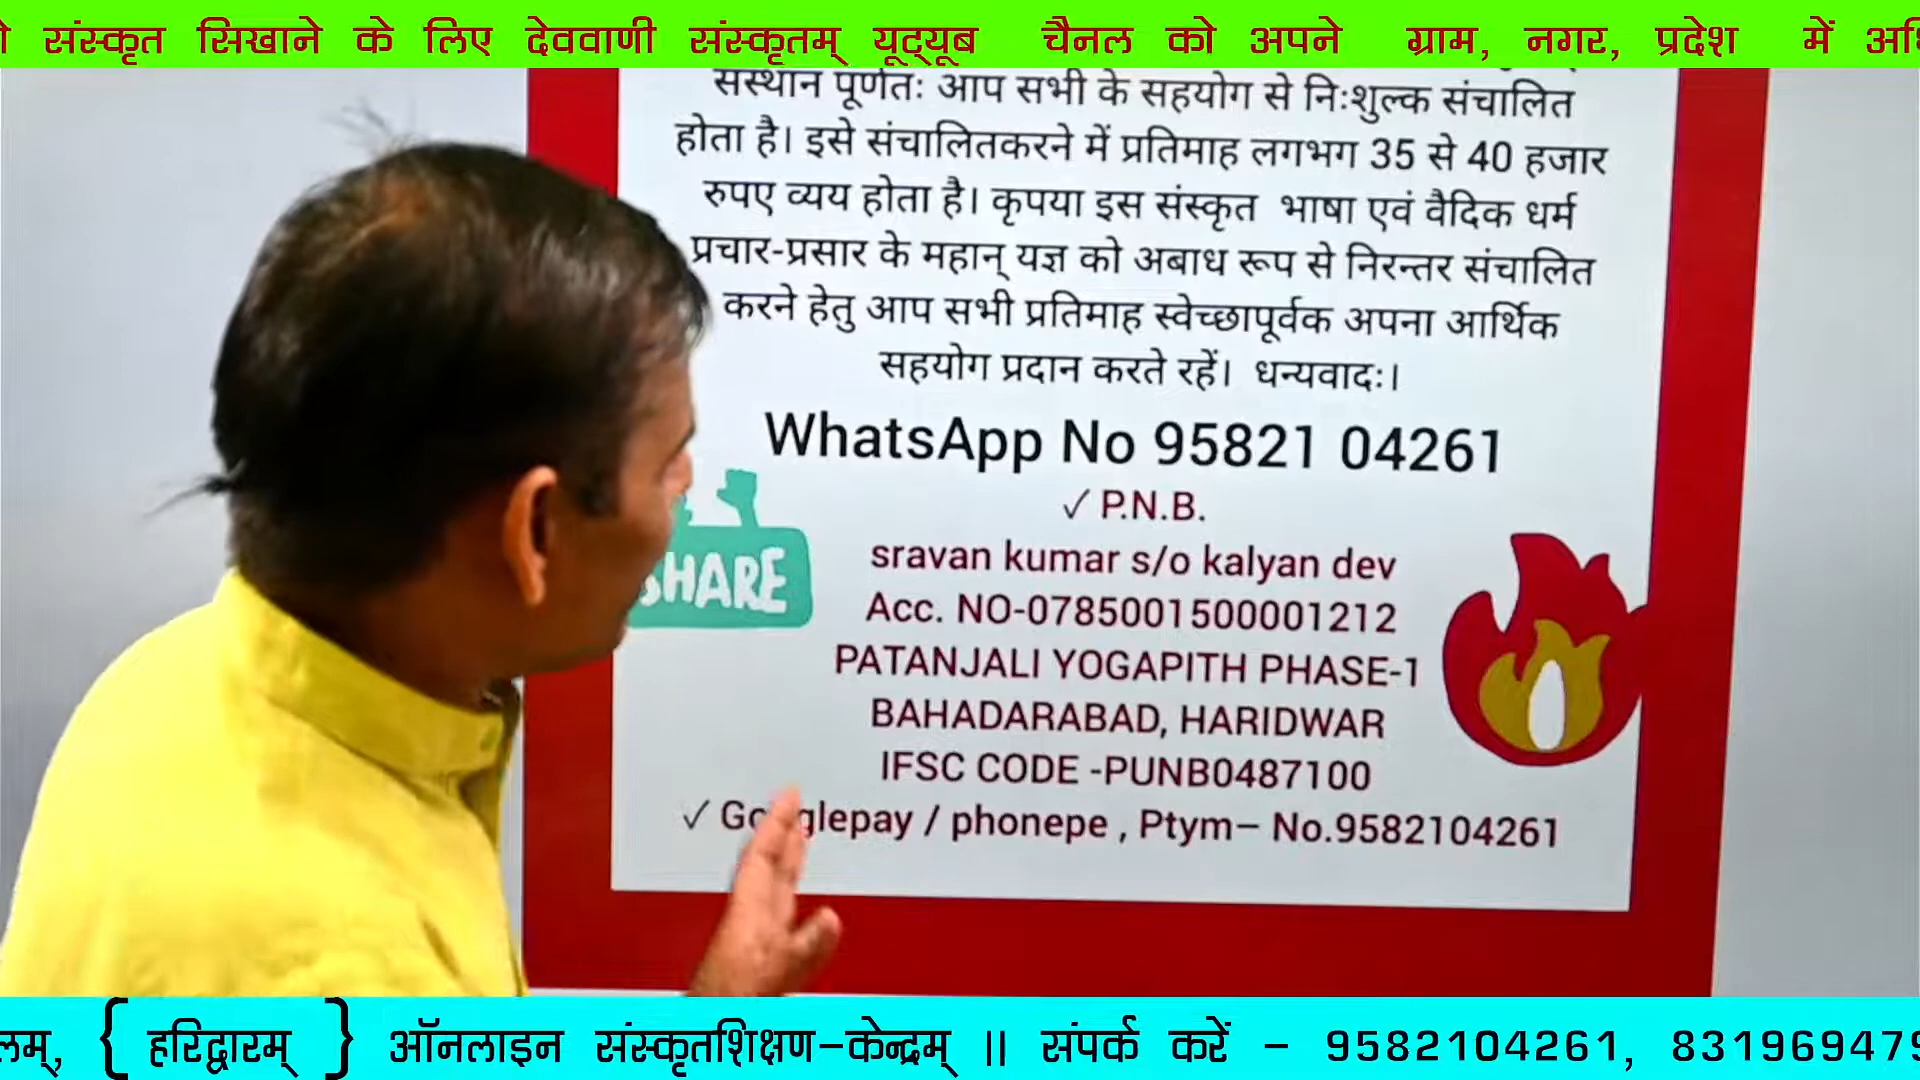 संस्कृत सिखाने के लिए देववाणी संस्कृतम् यूट्यूब चैनल को अपने ग्राम, नगर, प्रदेश में
संस्थान पूर्णतः आप सभी के सहयोग से निःशुल्क संचालित
होता है। इसे संचालितकरने में प्रतिमाह लगभग 35 से 40 हजार
रुपए व्यय होता है। कृपया इस संस्कृत भाषा एवं वैदिक धर्म
प्रचार-प्रसार के महान् यज्ञ को अबाध रूप से निरन्तर संचालित
करने हेतु आप सभी प्रतिमाह स्वेच्छापूर्वक अपना आर्थिक
सहयोग प्रदान करते रहें। धन्यवादः।
WhatsApp No 95821 04261
✓ P.N.B.
sravan kumar s/o kalyan dev
SHARE
Acc. NO-0785001500001212
PATANJALI YOGAPITH PHASE-1
BAHADARABAD, HARIDWAR
IFSC CODE -PUNB0487100
✓ Googlepay / phonepe , Ptym– No.9582104261
{ हरिद्वारम् } ऑनलाइन संस्कृतशिक्षण-केन्द्रम् || संपर्क करें - 9582104261, 831969479